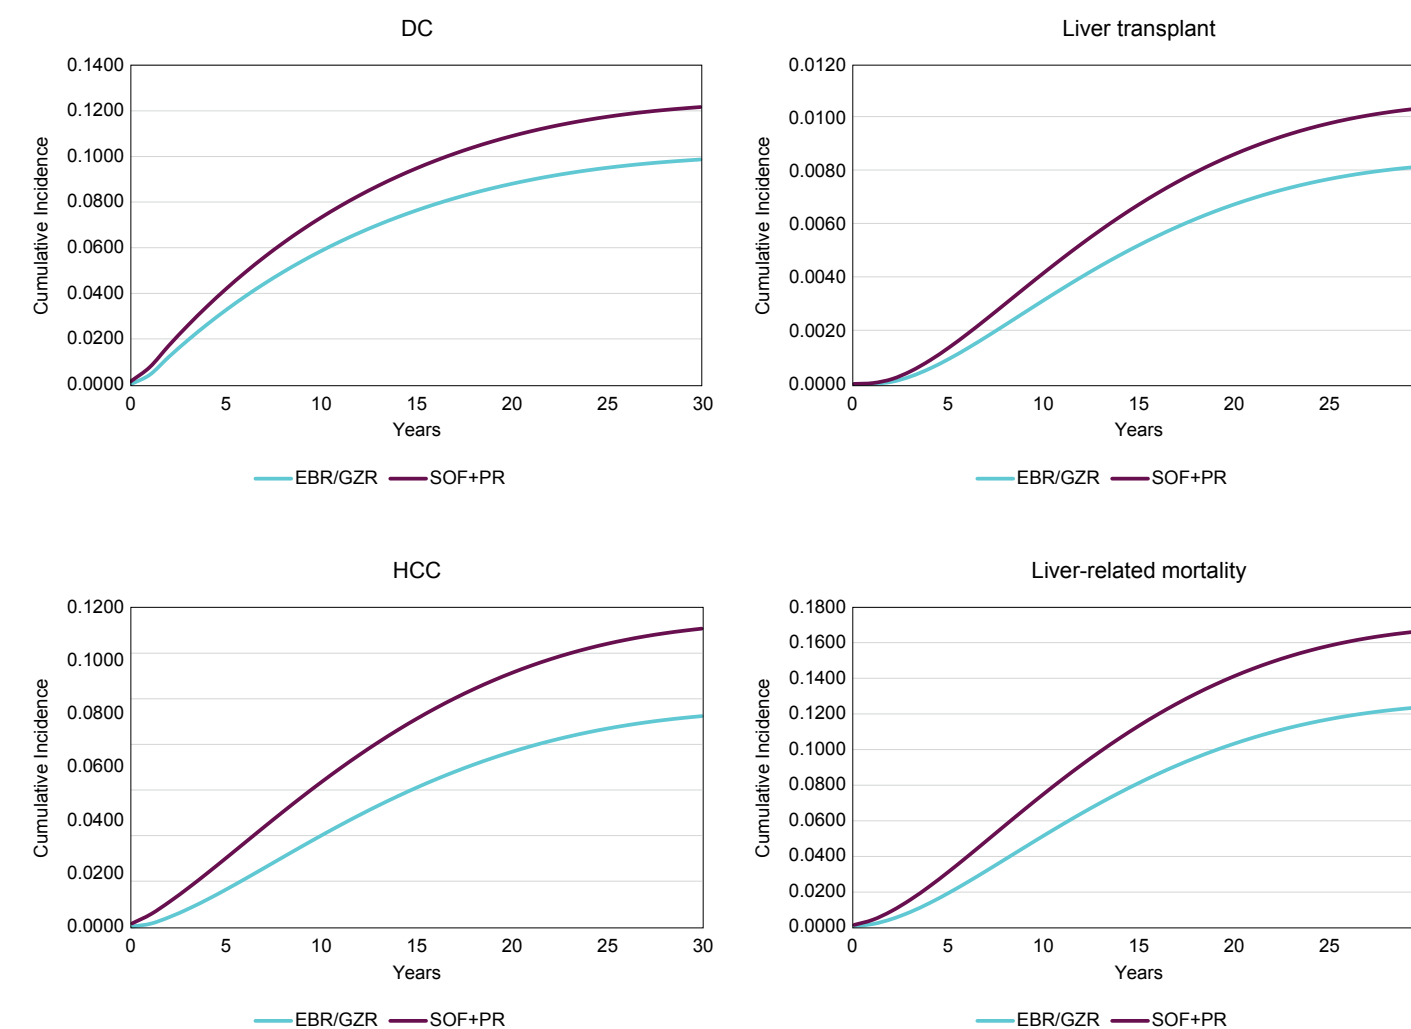 DC
0.1400
0.1200
0.1000
0.0800
0.0600
0.0400
0.0200
0.0000
Cumulative Incidence
0 5 10 15 20 25 30
Years
EBR/GZR SOF+PR
Liver transplant
0.0120
0.0100
0.0080
0.0060
0.0040
0.0020
0.0000
Cumulative Incidence
0 5 10 15 20 25
Years
EBR/GZR SOF+PR
HCC
0.1200
0.1000
0.0800
0.0600
0.0400
0.0200
0.0000
Cumulative Incidence
0 5 10 15 20 25 30
Years
EBR/GZR SOF+PR
Liver-related mortality
0.1800
0.1600
0.1400
0.1200
0.1000
0.0800
0.0600
0.0400
0.0200
0.0000
Cumulative Incidence
0 5 10 15 20 25
Years
EBR/GZR SOF+PR